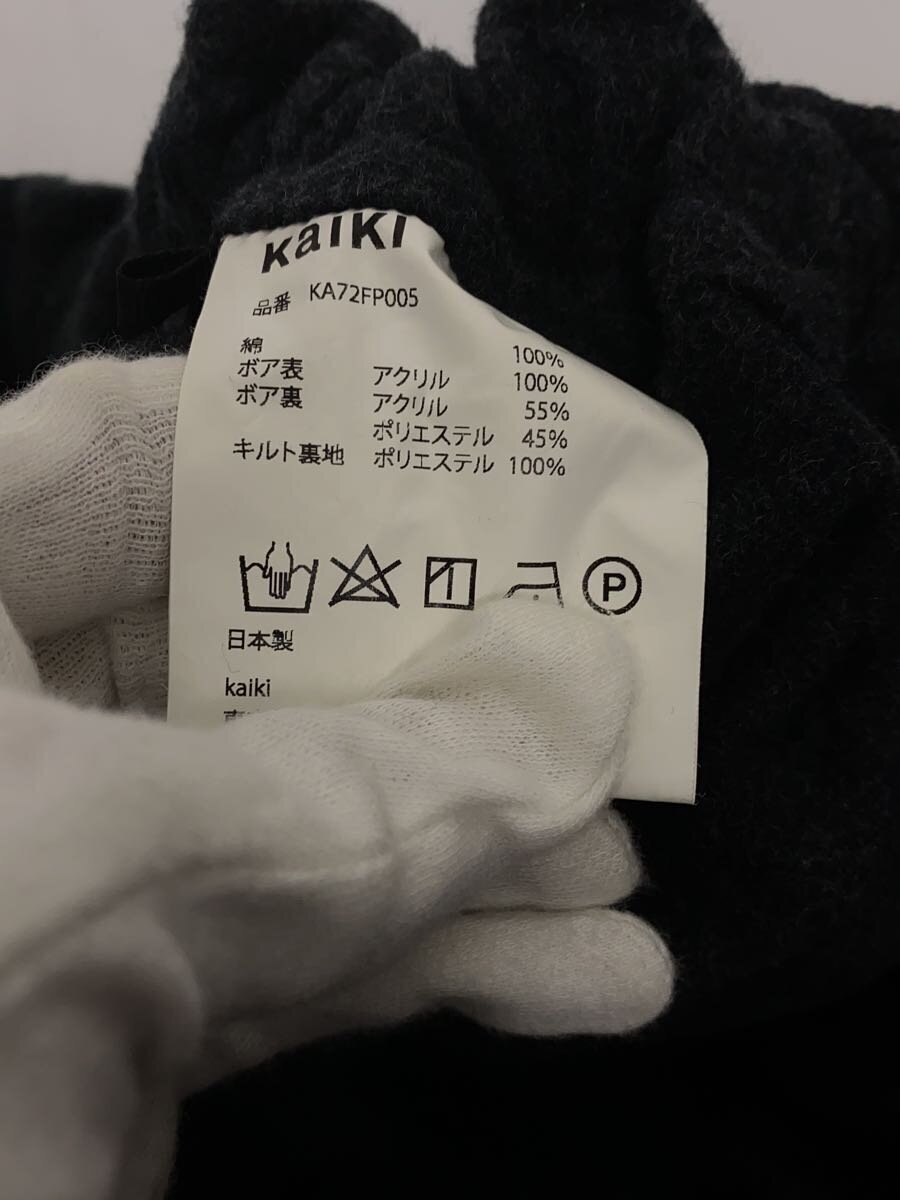 kaiki
品番 KA72FP005
綿 100%
ボア表 アクリル 100%
ボア裏 アクリル 55%
ポリエステル 45%
キルト裏地 ポリエステル 100%
P
日本製
kaiki